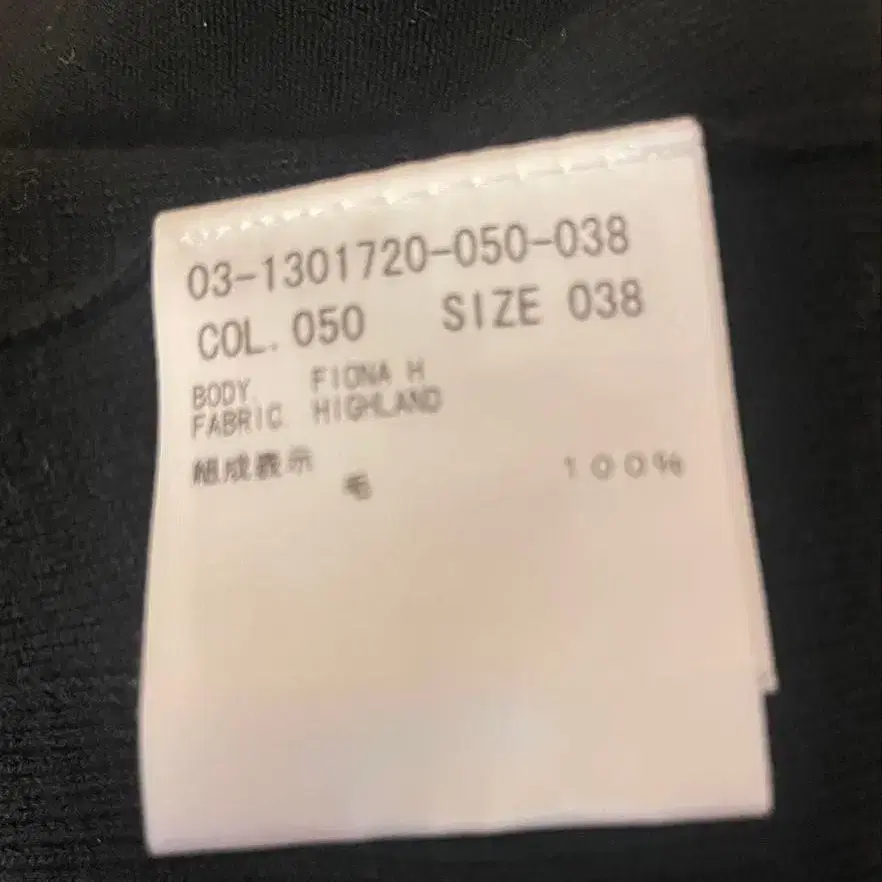 03-1301720-050-038
COL. 050 SIZE 038
BODY FIONA H
FABRIC HIGHLAND
組成表示
毛 100%